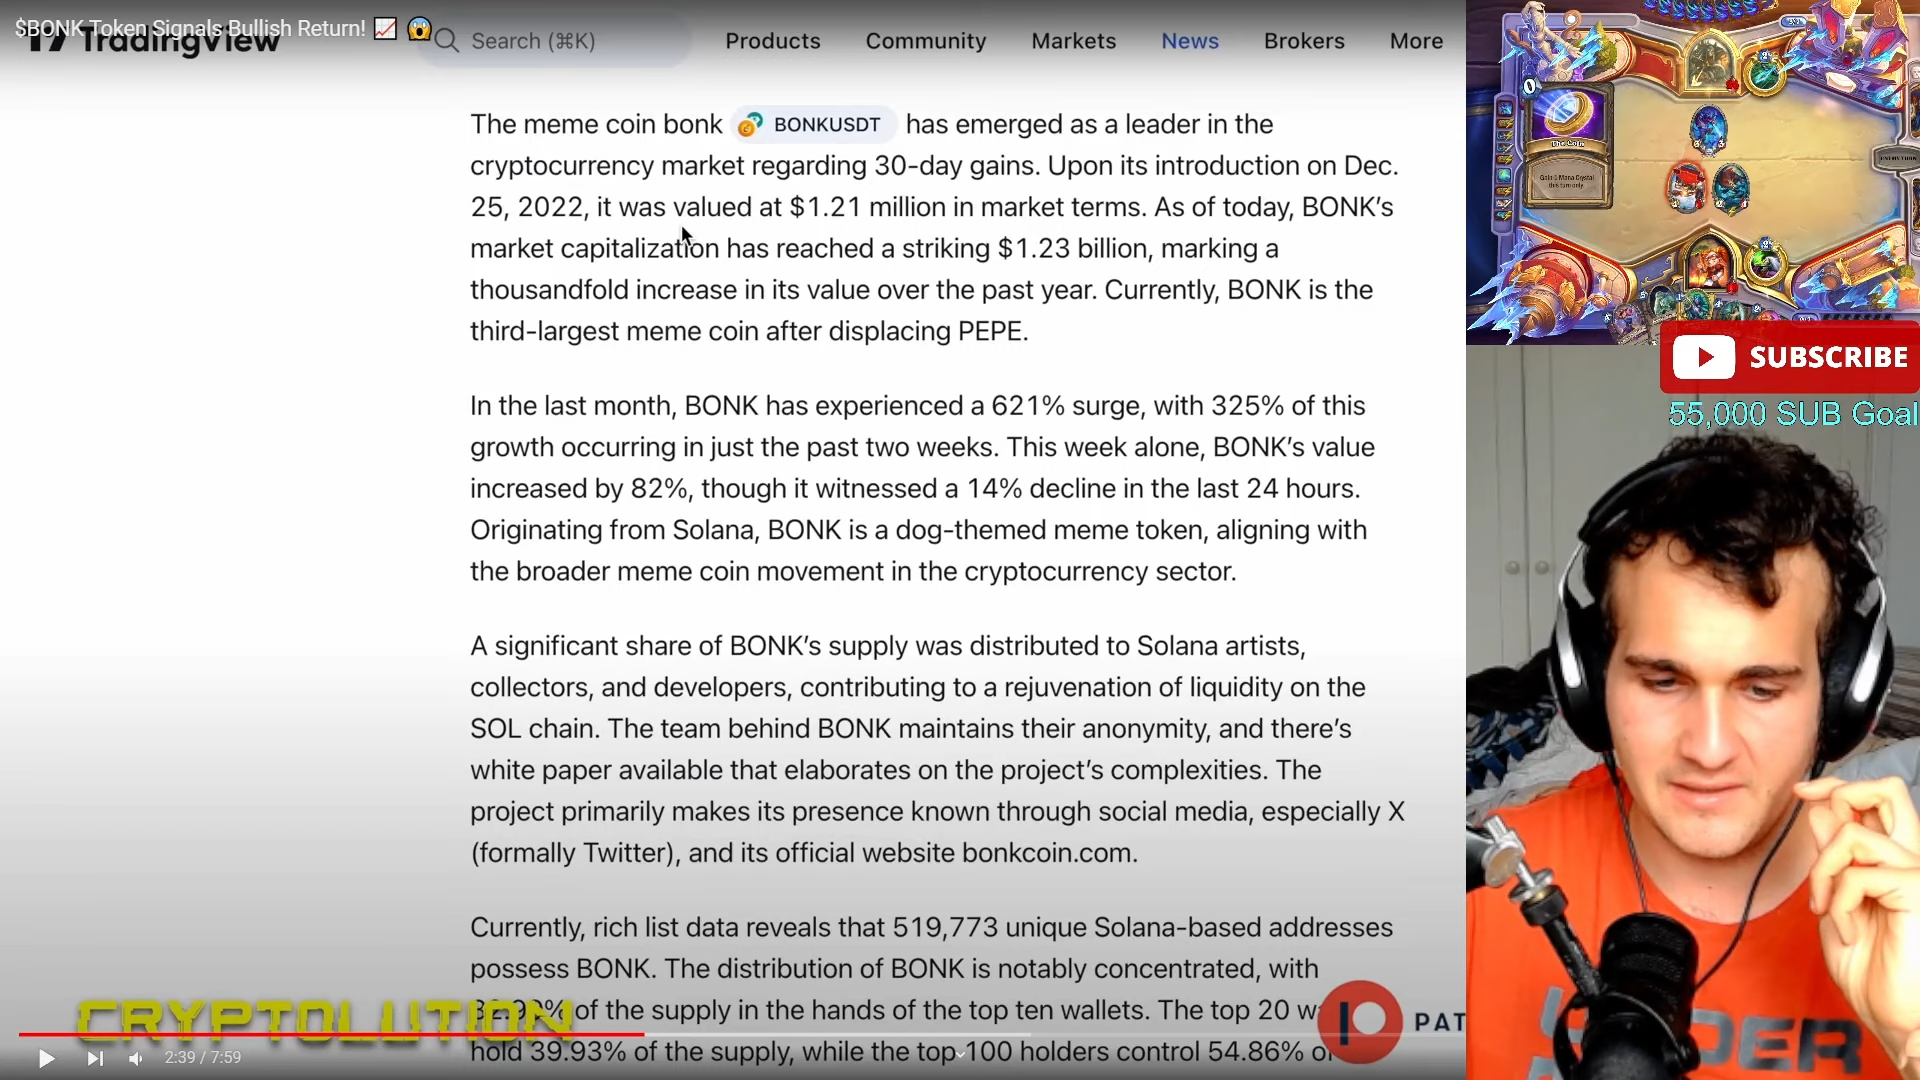 $BONK Token Signals Bullish Return! 📈 😱
TradingView
Search (⌘K)
Products
Community
Markets
News
Brokers
More
The meme coin bonk BONKUSDT has emerged as a leader in the
cryptocurrency market regarding 30-day gains. Upon its introduction on Dec.
25, 2022, it was valued at $1.21 million in market terms. As of today, BONK’s
market capitalization has reached a striking $1.23 billion, marking a
thousandfold increase in its value over the past year. Currently, BONK is the
third-largest meme coin after displacing PEPE.
In the last month, BONK has experienced a 621% surge, with 325% of this
growth occurring in just the past two weeks. This week alone, BONK’s value
increased by 82%, though it witnessed a 14% decline in the last 24 hours.
Originating from Solana, BONK is a dog-themed meme token, aligning with
the broader meme coin movement in the cryptocurrency sector.
A significant share of BONK’s supply was distributed to Solana artists,
collectors, and developers, contributing to a rejuvenation of liquidity on the
SOL chain. The team behind BONK maintains their anonymity, and there’s
white paper available that elaborates on the project’s complexities. The
project primarily makes its presence known through social media, especially X
(formally Twitter), and its official website bonkcoin.com.
Currently, rich list data reveals that 519,773 unique Solana-based addresses
possess BONK. The distribution of BONK is notably concentrated, with
of the supply in the hands of the top ten wallets. The top 20 w
hold 39.93% of the supply, while the top 100 holders control 54.86% of
CRYPTOLUTION
PAT
2:39 / 7:59
0
The Coin
Gain 1 Mana Crystal
this turn only.
SUBSCRIBE
55,000 SUB Goal